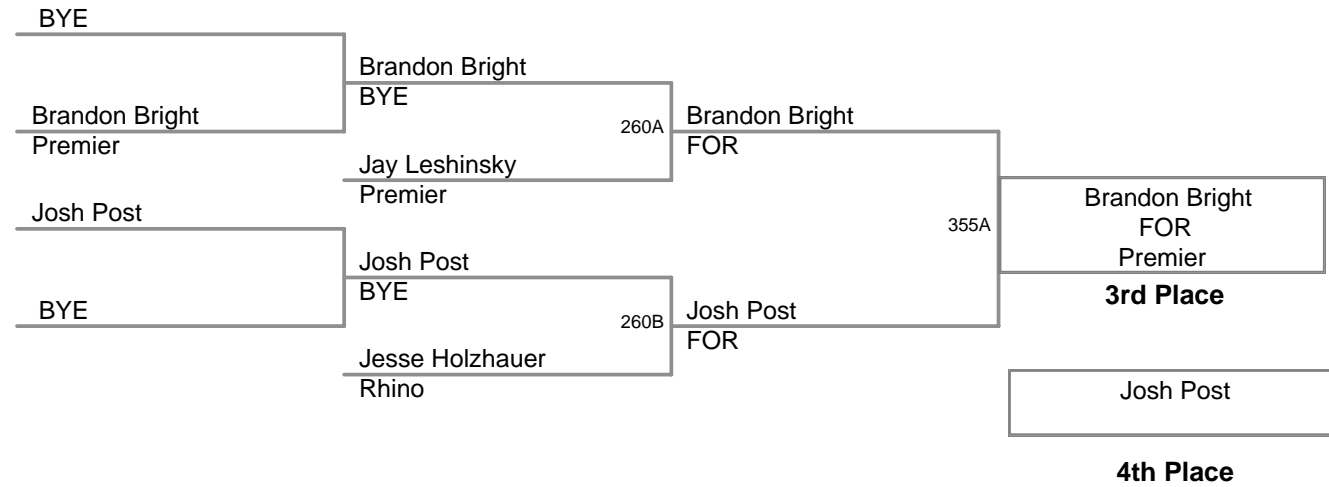 BYE
Brandon Bright
Premier
Josh Post
BYE
Brandon Bright
BYE
Jay Leshinsky
Premier
Josh Post
BYE
Jesse Holzhauer
Rhino
260A
260B
Brandon Bright
FOR
Josh Post
FOR
355A
Brandon Bright
FOR
Premier
3rd Place
Josh Post
4th Place